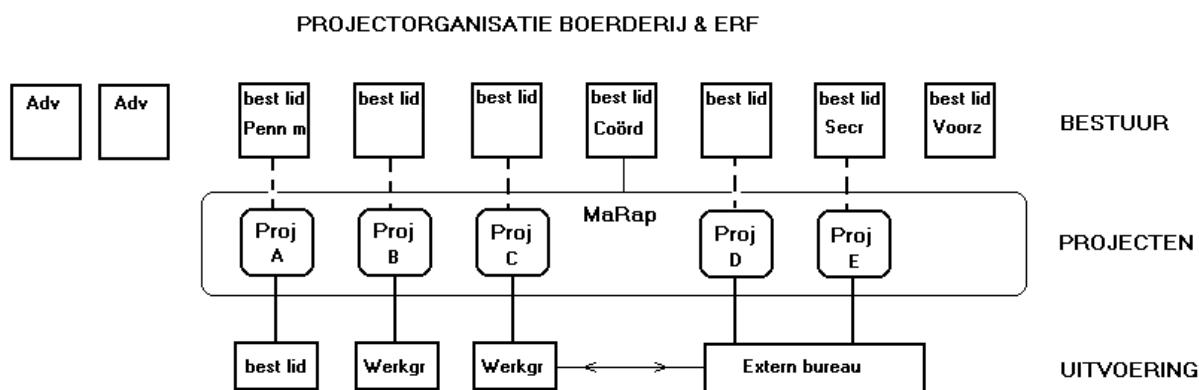 PROJECTORGANISATIE BOERDERIJ & ERF
Adv
Adv
best lid
Penn m
best lid
best lid
best lid
Coörd
best lid
best lid
Secr
best lid
Voorz
BESTUUR
MaRap
Proj
A
Proj
B
Proj
C
Proj
D
Proj
E
PROJECTEN
best lid
Werkgr
Werkgr
Extern bureau
UITVOERING